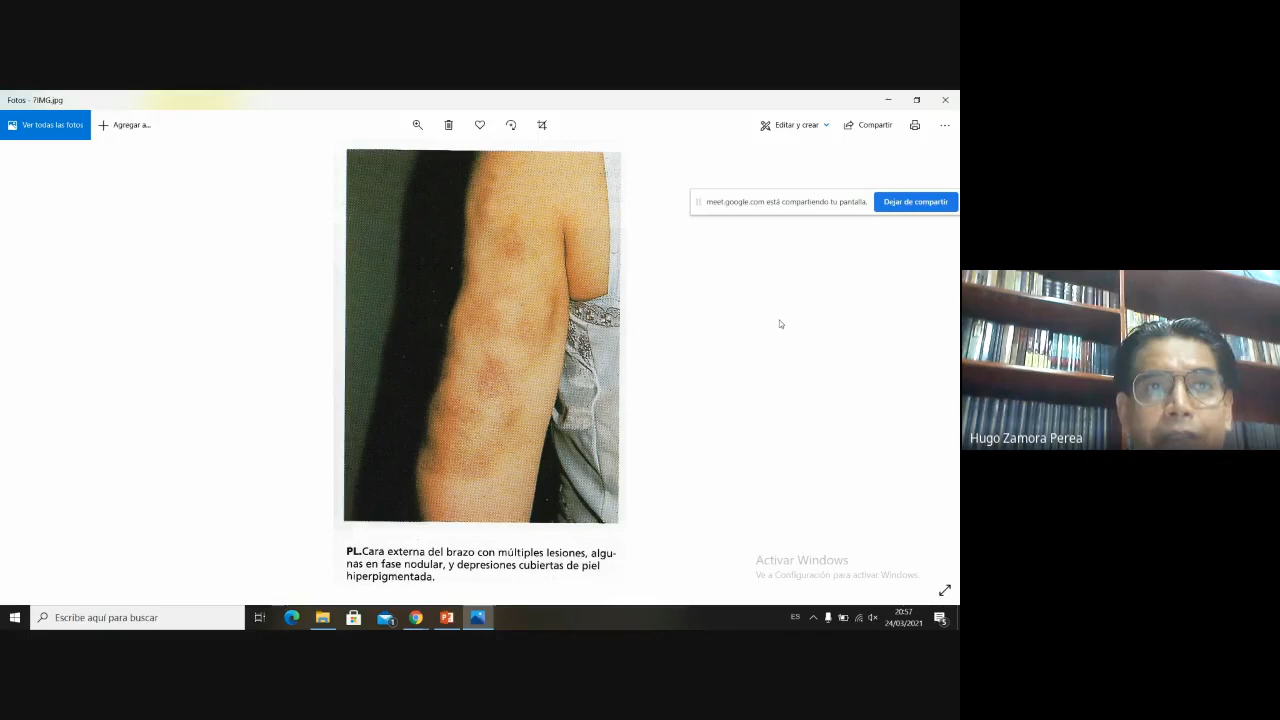 Fotos - 7IMG.jpg
Ver todas las fotos
Agregar a...
Editar y crear
Compartir
meet.google.com está compartiendo tu pantalla.
Dejar de compartir
Hugo Zamora Perea
PL.Cara externa del brazo con múltiples lesiones, algu-
nas en fase nodular, y depresiones cubiertas de piel
hiperpigmentada.
Activar Windows
Ve a Configuración para activar Windows.
Escribe aquí para buscar
1
ES
20:57
24/03/2021
5